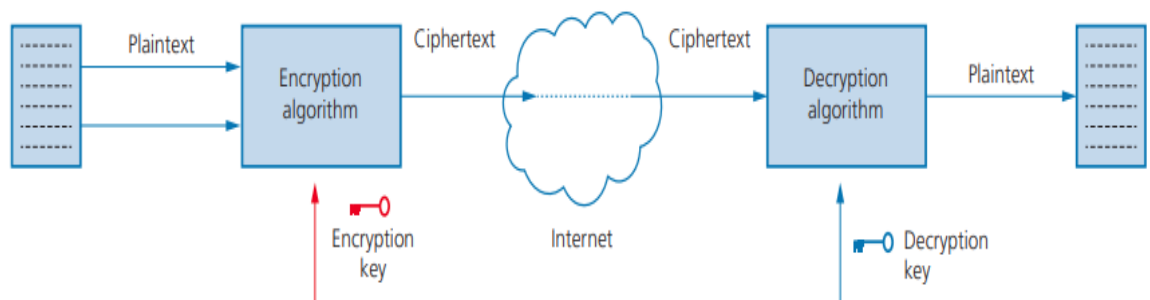 Plaintext
Encryption
algorithm
Ciphertext
Internet
Ciphertext
Decryption
algorithm
Plaintext
Encryption
key
Decryption
key